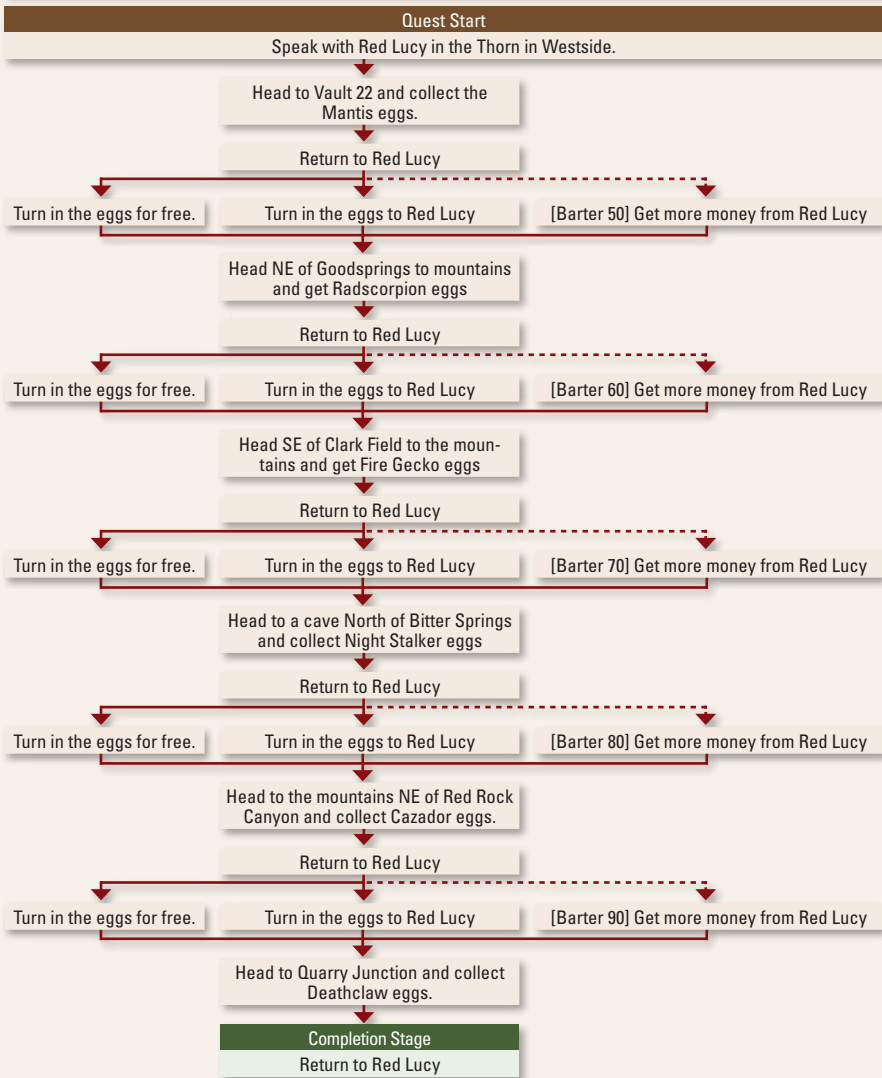 Quest Start
Speak with Red Lucy in the Thorn in Westside.
Head to Vault 22 and collect the
Mantis eggs.
Return to Red Lucy
Turn in the eggs for free.
Turn in the eggs to Red Lucy
[Barter 50] Get more money from Red Lucy
Head NE of Goodsprings to mountains
and get Radscorpion eggs
Return to Red Lucy
Turn in the eggs for free.
Turn in the eggs to Red Lucy
[Barter 60] Get more money from Red Lucy
Head SE of Clark Field to the moun-
tains and get Fire Gecko eggs
Return to Red Lucy
Turn in the eggs for free.
Turn in the eggs to Red Lucy
[Barter 70] Get more money from Red Lucy
Head to a cave North of Bitter Springs
and collect Night Stalker eggs
Return to Red Lucy
Turn in the eggs for free.
Turn in the eggs to Red Lucy
[Barter 80] Get more money from Red Lucy
Head to the mountains NE of Red Rock
Canyon and collect Cazador eggs.
Return to Red Lucy
Turn in the eggs for free.
Turn in the eggs to Red Lucy
[Barter 90] Get more money from Red Lucy
Head to Quarry Junction and collect
Deathclaw eggs.
Completion Stage
Return to Red Lucy